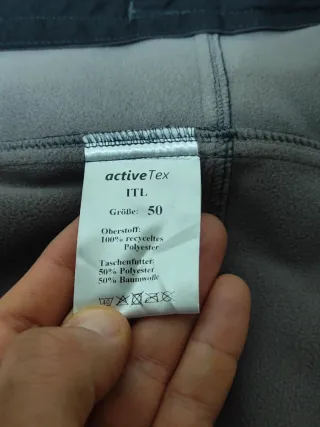 activeTex
ITL
Größe: 50
Oberstoff:
100% recyceltes
Polyester
Taschenfutter:
50% Polyester
50% Baumwolle